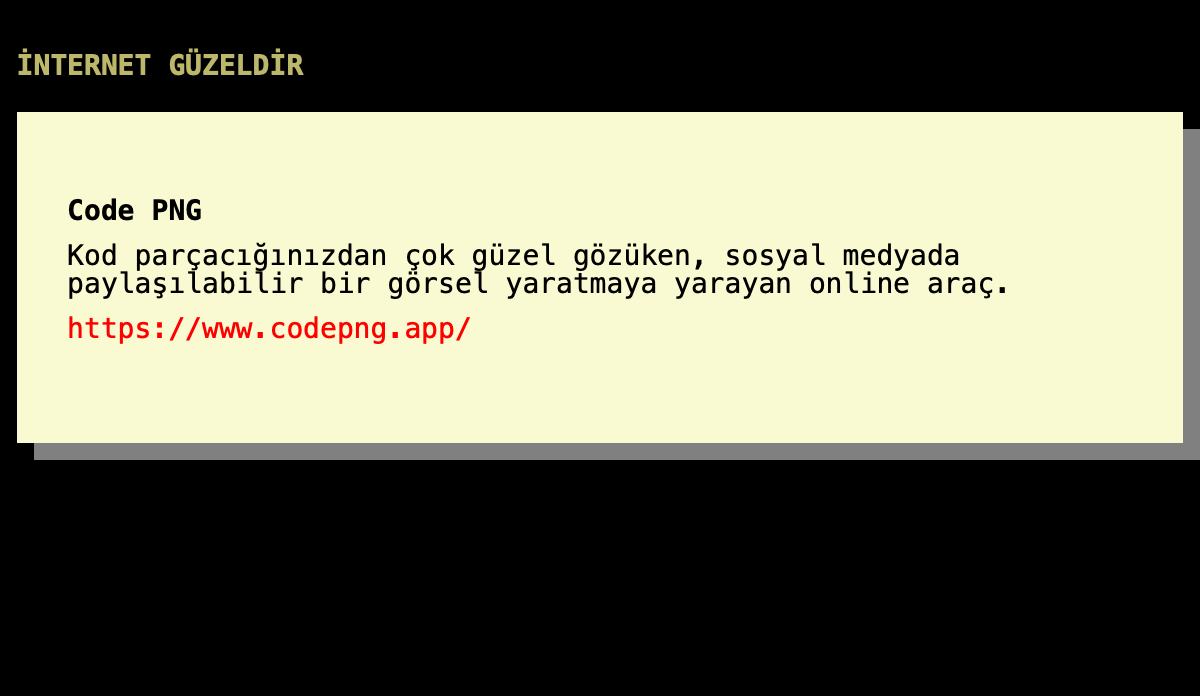 İNTERNET GÜZELDİR
Code PNG
Kod parçacığınızdan çok güzel gözüken, sosyal medyada
paylaşılabilir bir görsel yaratmaya yarayan online araç.
https://www.codepng.app/